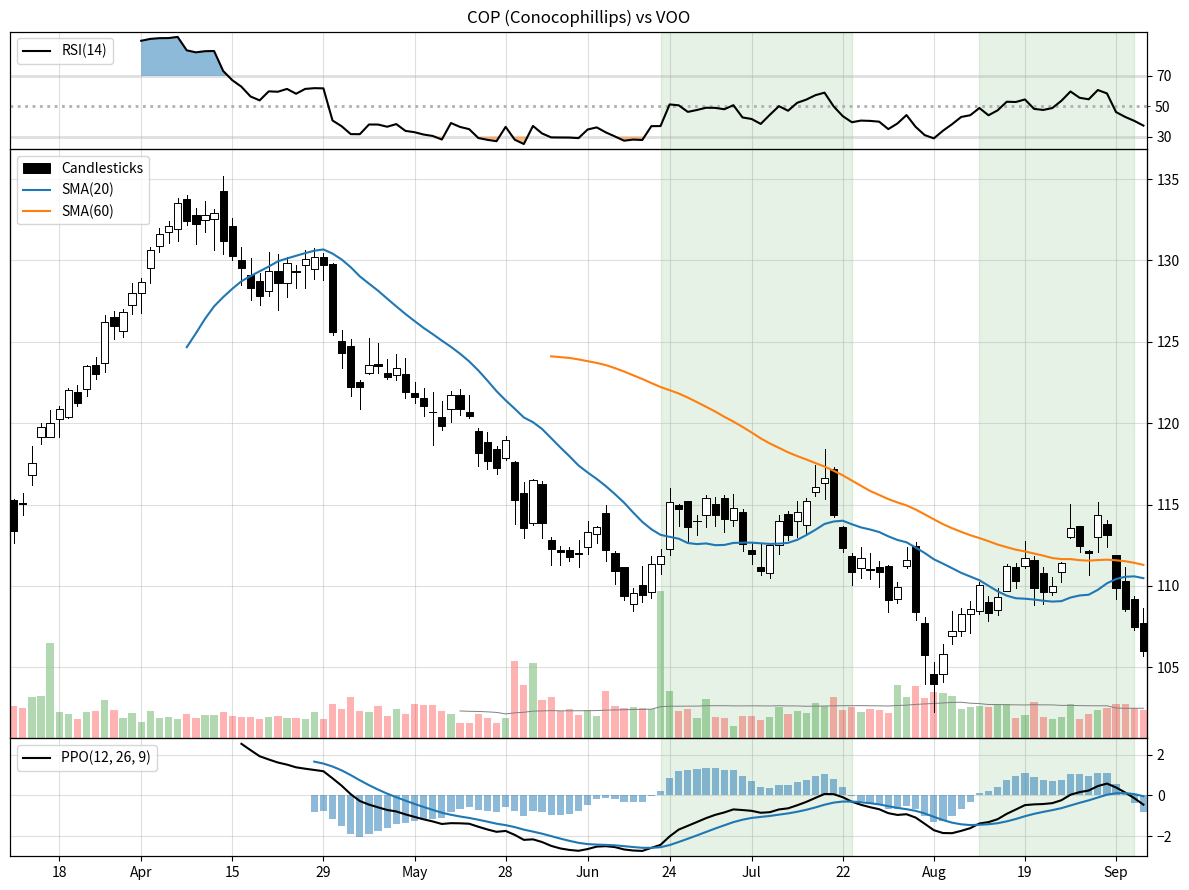 COP (Conocophillips) vs VOO
RSI(14)
70
50
30
Candlesticks
SMA(20)
SMA(60)
135
130
125
120
115
110
105
PPO(12, 26, 9)
2
0
−2
18 Apr 15 29 May 28 Jun 24 Jul 22 Aug 19 Sep